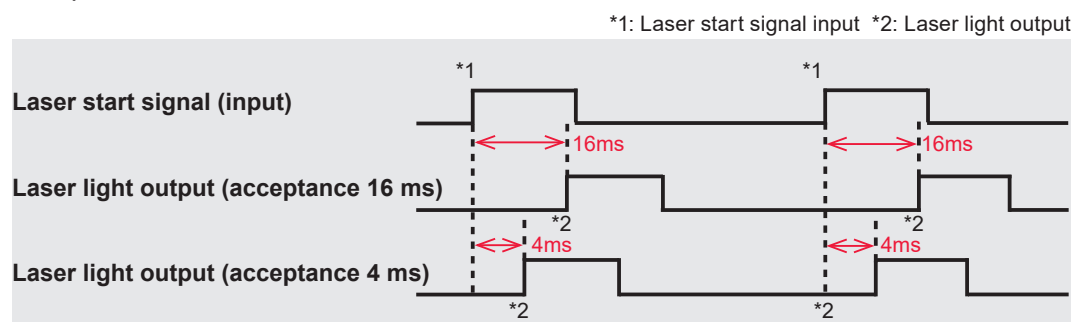 *1: Laser start signal input *2: Laser light output
*1 *1
Laser start signal (input)
16ms 16ms
Laser light output (acceptance 16 ms)
*2 *2
4ms 4ms
Laser light output (acceptance 4 ms)
*2 *2